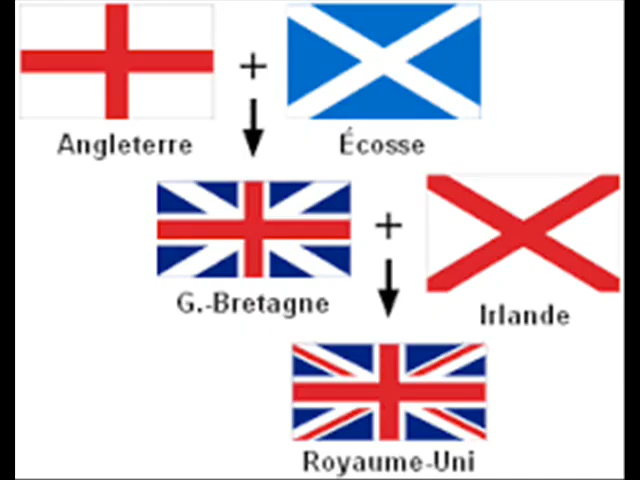 +
Angleterre
Écosse
+
G.-Bretagne
Irlande
Royaume-Uni